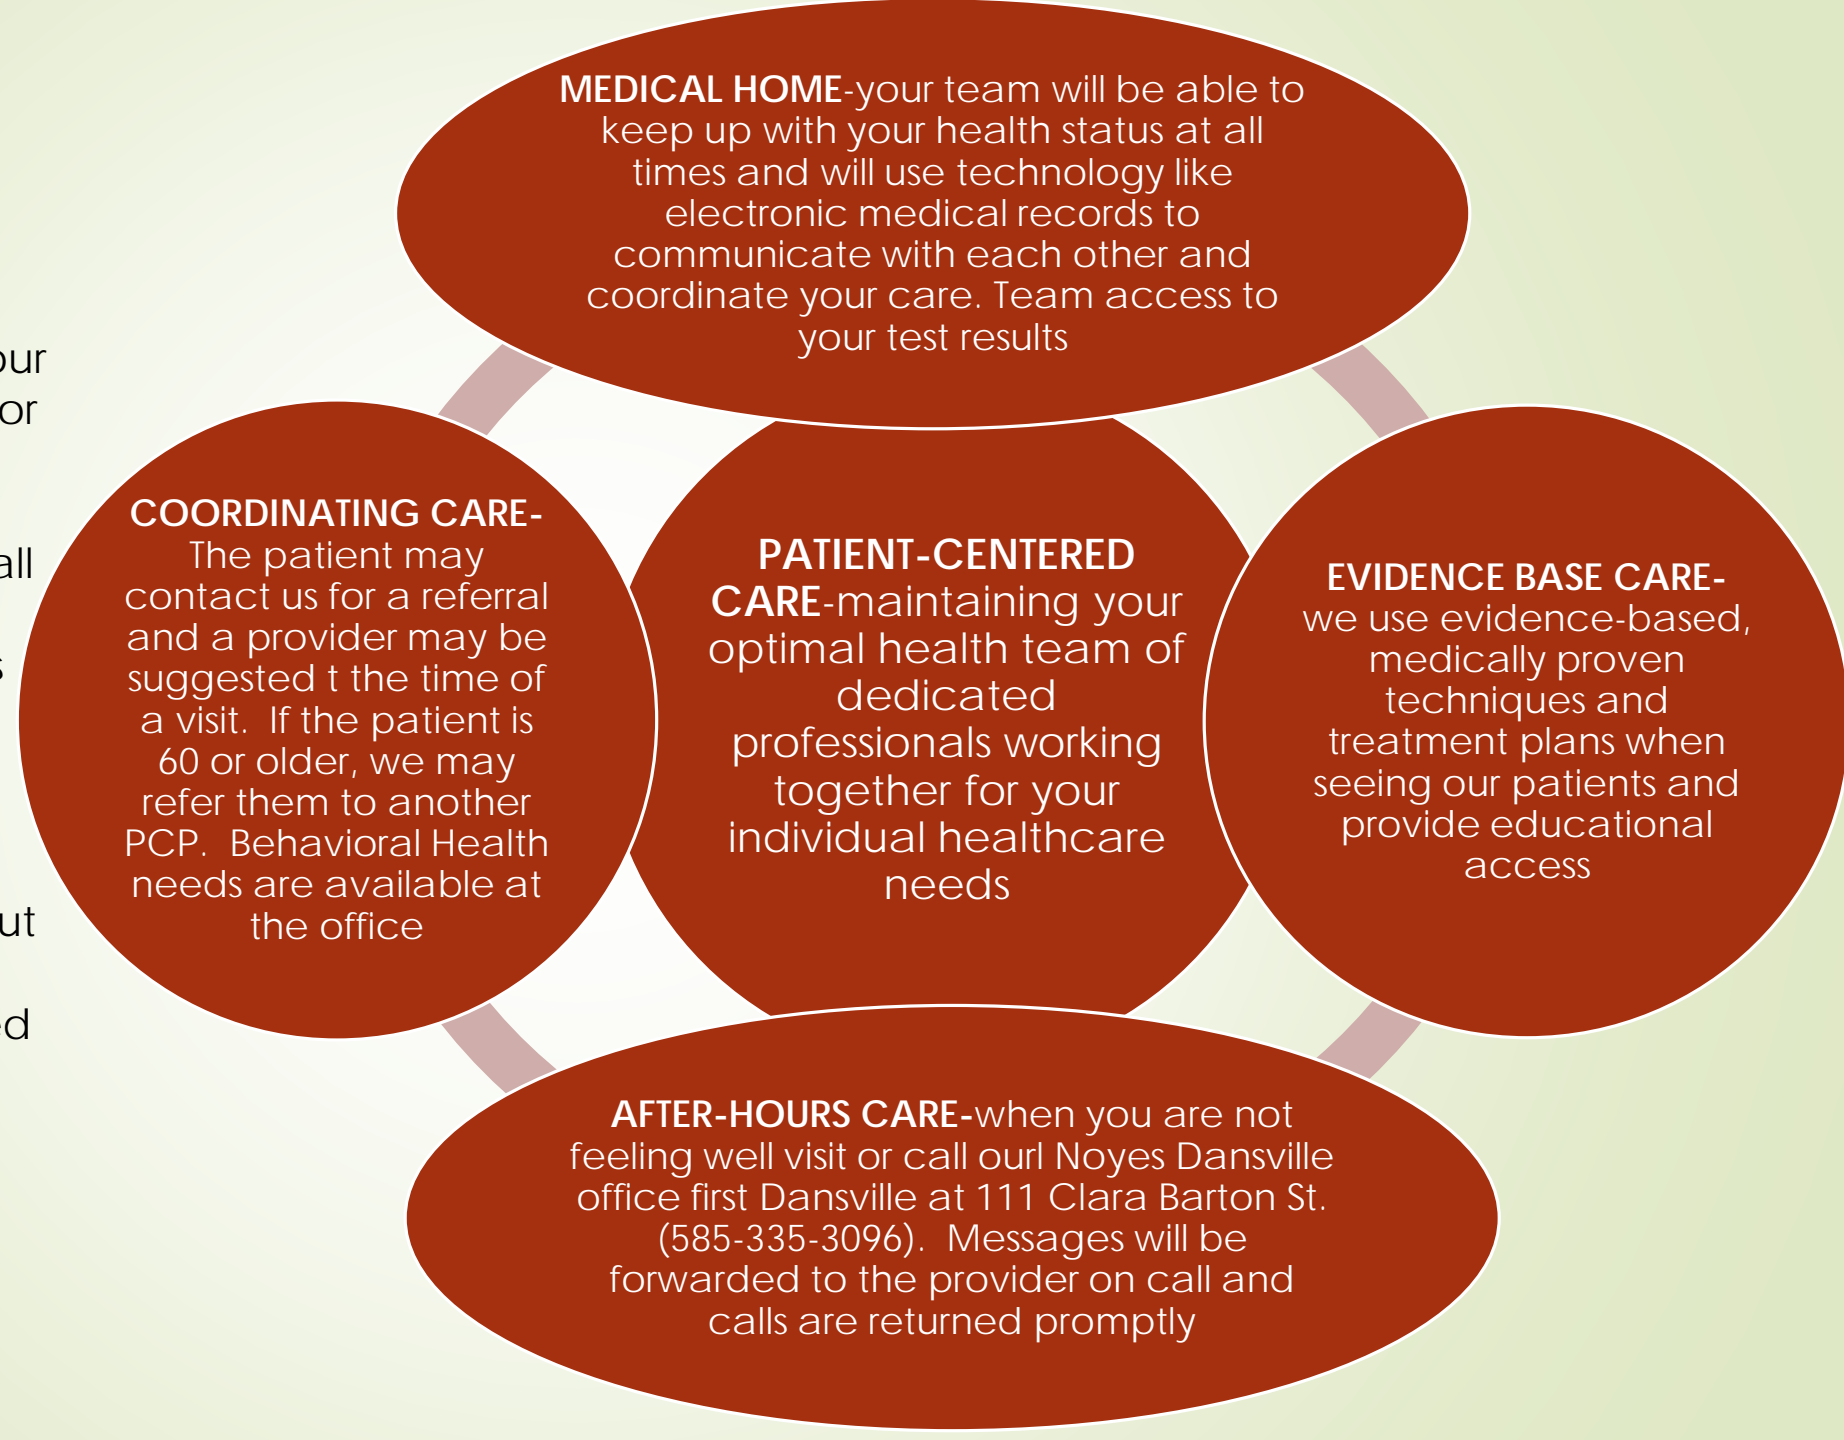 MEDICAL HOME-your team will be able to
keep up with your health status at all
times and will use technology like
electronic medical records to
communicate with each other and
coordinate your care. Team access to
your test results
our
or
all
s
ut
ed
COORDINATING CARE-
The patient may
contact us for a referral
and a provider may be
suggested t the time of
a visit.  If the patient is
60 or older, we may
refer them to another
PCP.  Behavioral Health
needs are available at
the office
PATIENT-CENTERED
CARE-maintaining your
optimal health team of
dedicated
professionals working
together for your
individual healthcare
needs
EVIDENCE BASE CARE-
we use evidence-based,
medically proven
techniques and
treatment plans when
seeing our patients and
provide educational
access
AFTER-HOURS CARE-when you are not
feeling well visit or call ourl Noyes Dansville
office first Dansville at 111 Clara Barton St.
(585-335-3096).  Messages will be
forwarded to the provider on call and
calls are returned promptly